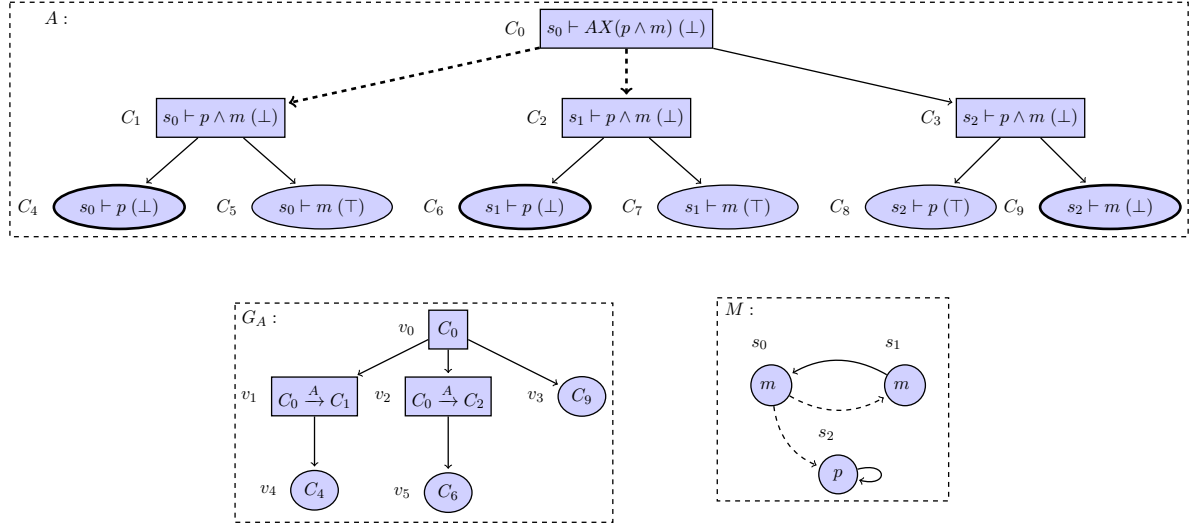 A :
C₀ s₀ ⊢ AX(p ∧ m) (⊥)
C₁ s₀ ⊢ p ∧ m (⊥)
C₂ s₁ ⊢ p ∧ m (⊥)
C₃ s₂ ⊢ p ∧ m (⊥)
C₄ s₀ ⊢ p (⊥)
C₅ s₀ ⊢ m (⊤)
C₆ s₁ ⊢ p (⊥)
C₇ s₁ ⊢ m (⊤)
C₈ s₂ ⊢ p (⊤)
C₉ s₂ ⊢ m (⊥)
G_A :
v₀ C₀
v₁ C₀ →^A C₁
v₂ C₀ →^A C₂
v₃ C₉
v₄ C₄
v₅ C₆
M :
s₀ s₁
m m
s₂
p